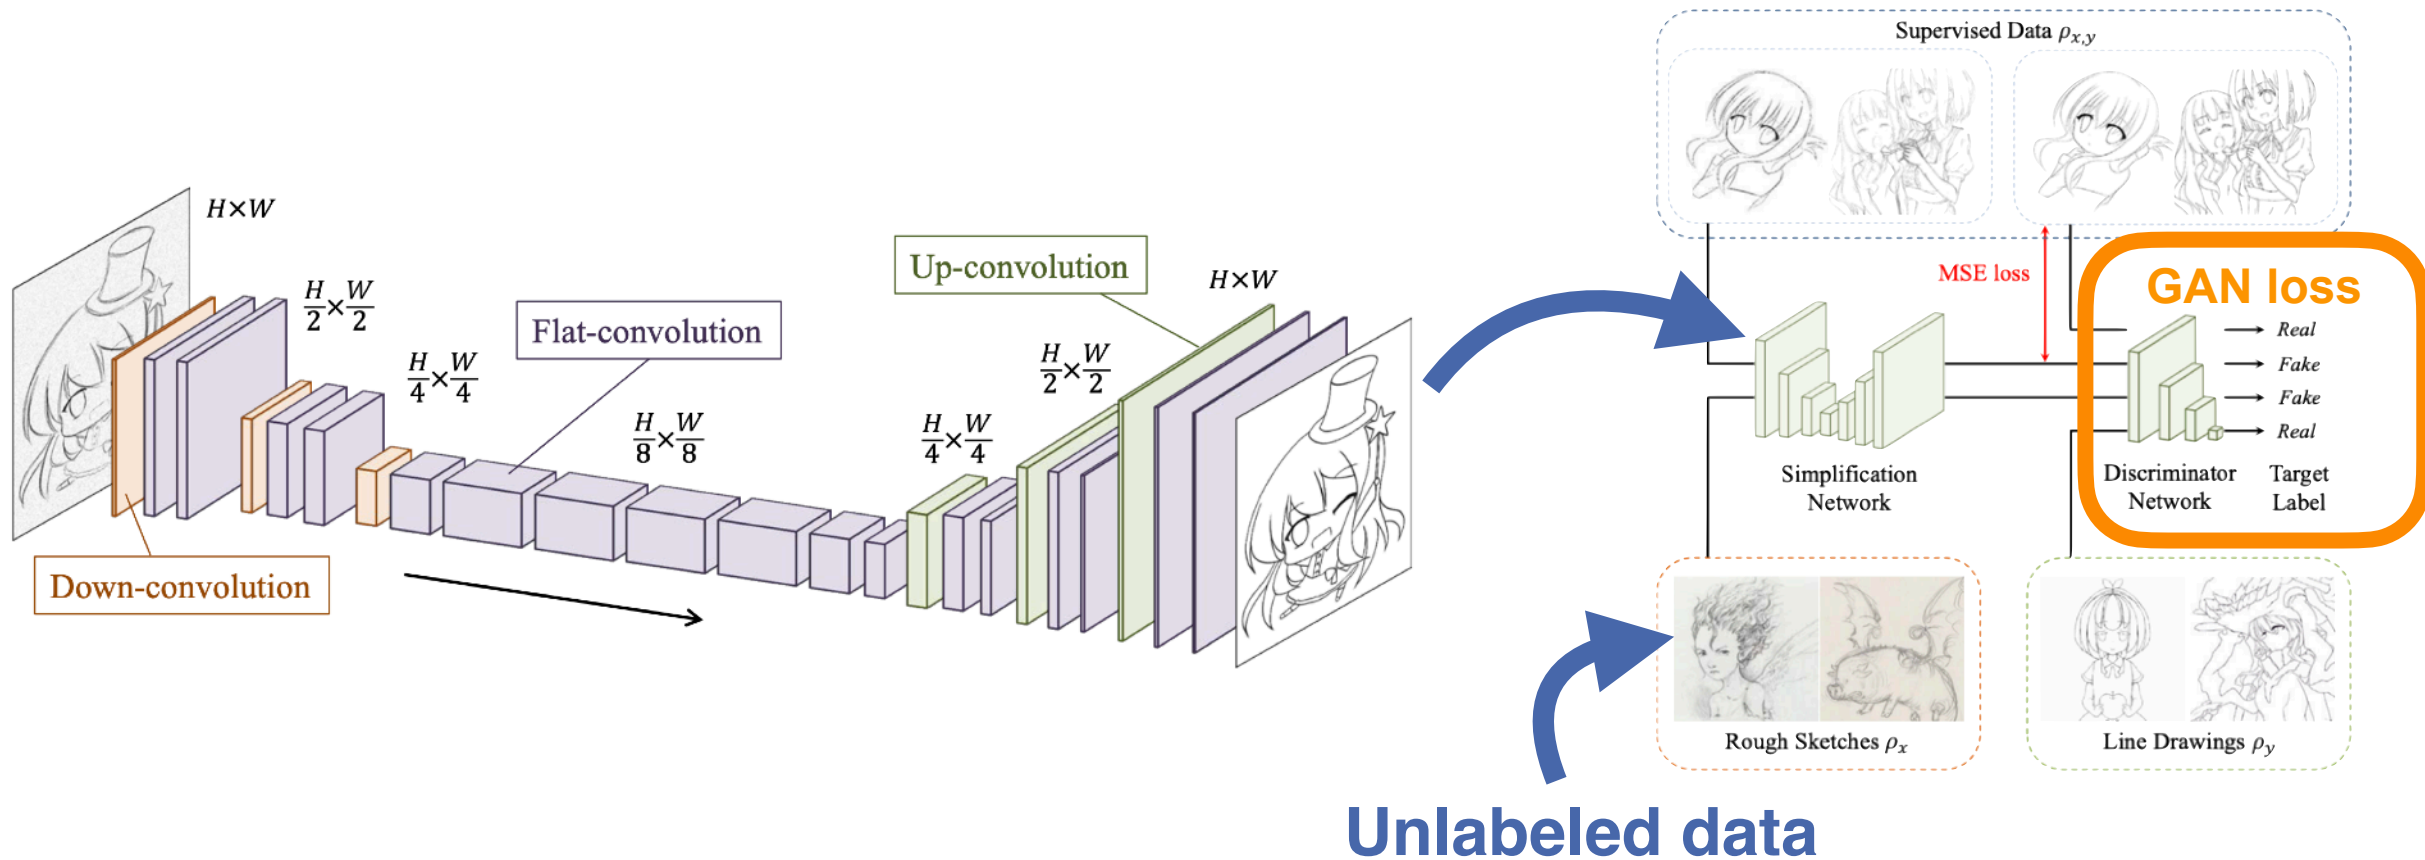 H×W
H/2×W/2
H/4×W/4
Flat-convolution
H/8×W/8
Down-convolution
Up-convolution
H/4×W/4
H/2×W/2
H×W
Supervised Data ρx,y
MSE loss
GAN loss
Real
Fake
Fake
Real
Simplification
Network
Discriminator
Network
Target
Label
Rough Sketches ρx
Line Drawings ρy
Unlabeled data